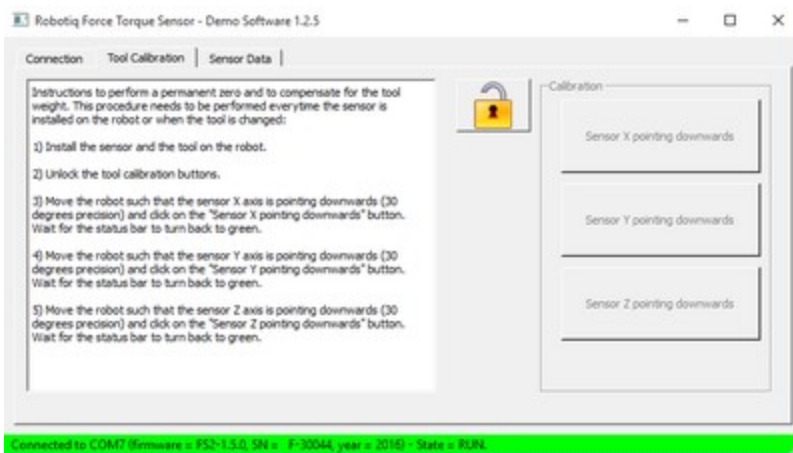 Robotiq Force Torque Sensor - Demo Software 1.2.5
Connection
Tool Calibration
Sensor Data
Instructions to perform a permanent zero and to compensate for the tool
weight. This procedure needs to be performed everytime the sensor is
installed on the robot or when the tool is changed:
1) Install the sensor and the tool on the robot.
2) Unlock the tool calibration buttons.
3) Move the robot such that the sensor X axis is pointing downwards (30
degrees precision) and click on the "Sensor X pointing downwards" button.
Wait for the status bar to turn back to green.
4) Move the robot such that the sensor Y axis is pointing downwards (30
degrees precision) and click on the "Sensor Y pointing downwards" button.
Wait for the status bar to turn back to green.
5) Move the robot such that the sensor Z axis is pointing downwards (30
degrees precision) and click on the "Sensor Z pointing downwards" button.
Wait for the status bar to turn back to green.
Calibration
Sensor X pointing downwards
Sensor Y pointing downwards
Sensor Z pointing downwards
Connected to COM7 (firmware = FS2-1.5.0, SN = F-30044, year = 2016) - State = RUN.